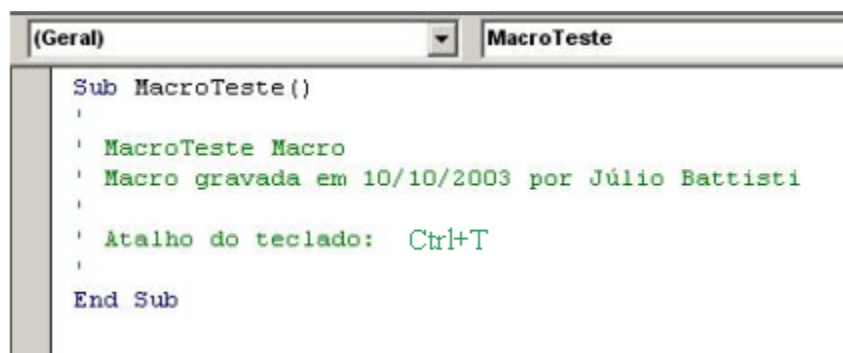 (Geral) MacroTeste
Sub MacroTeste()
'
' MacroTeste Macro
' Macro gravada em 10/10/2003 por Júlio Battisti
'
' Atalho do teclado: Ctrl+T
'
End Sub